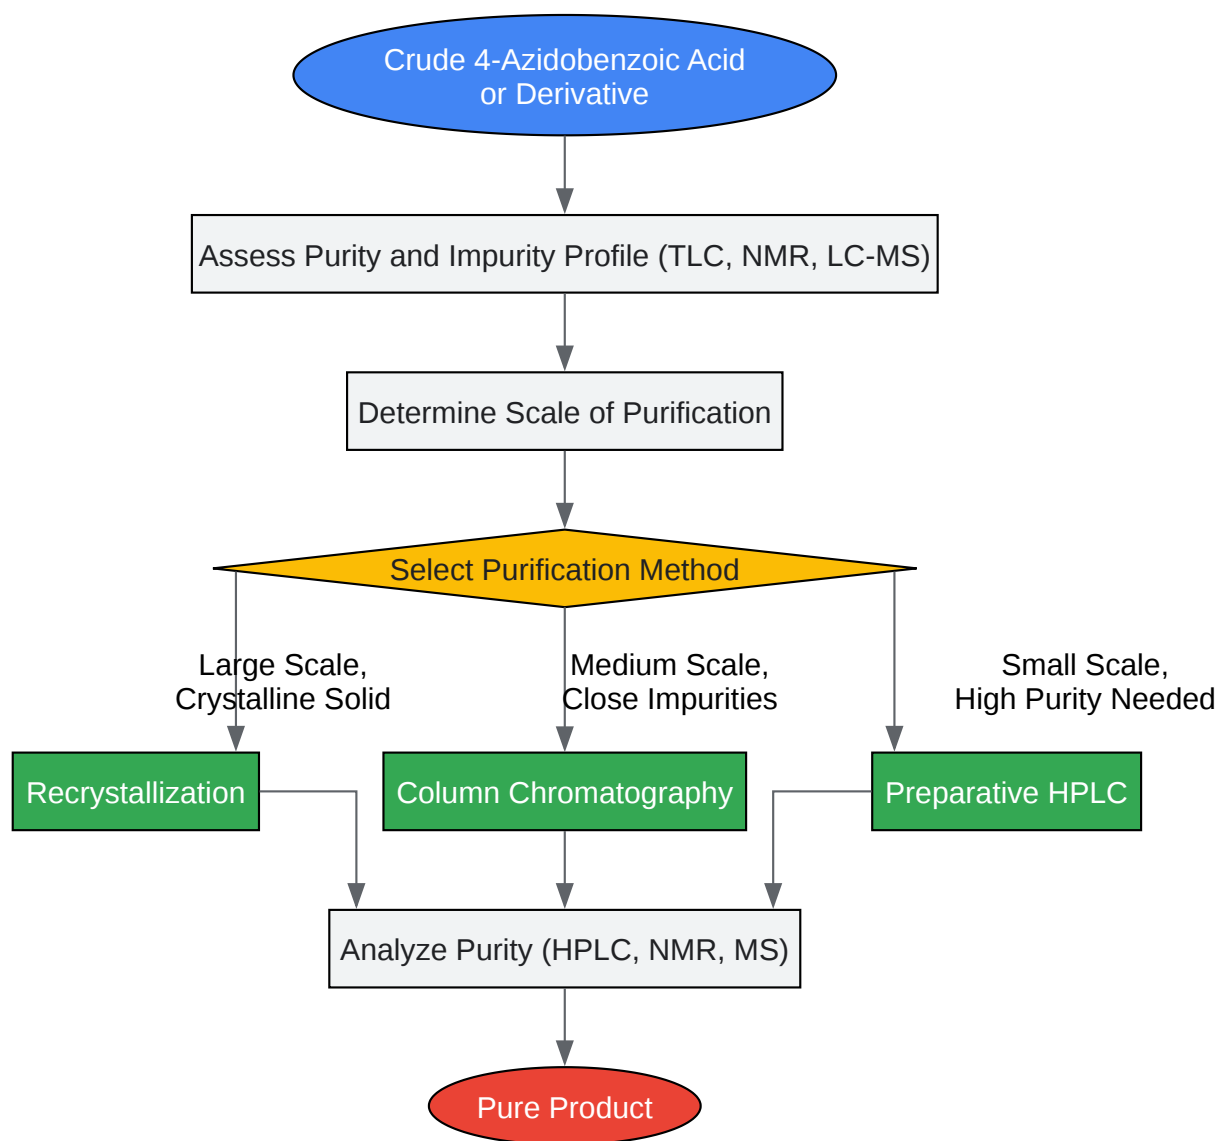 Crude 4-Azidobenzoic Acid
or Derivative
Assess Purity and Impurity Profile (TLC, NMR, LC-MS)
Determine Scale of Purification
Select Purification Method
Large Scale,
Crystalline Solid
Medium Scale,
Close Impurities
Small Scale,
High Purity Needed
Recrystallization
Column Chromatography
Preparative HPLC
Analyze Purity (HPLC, NMR, MS)
Pure Product